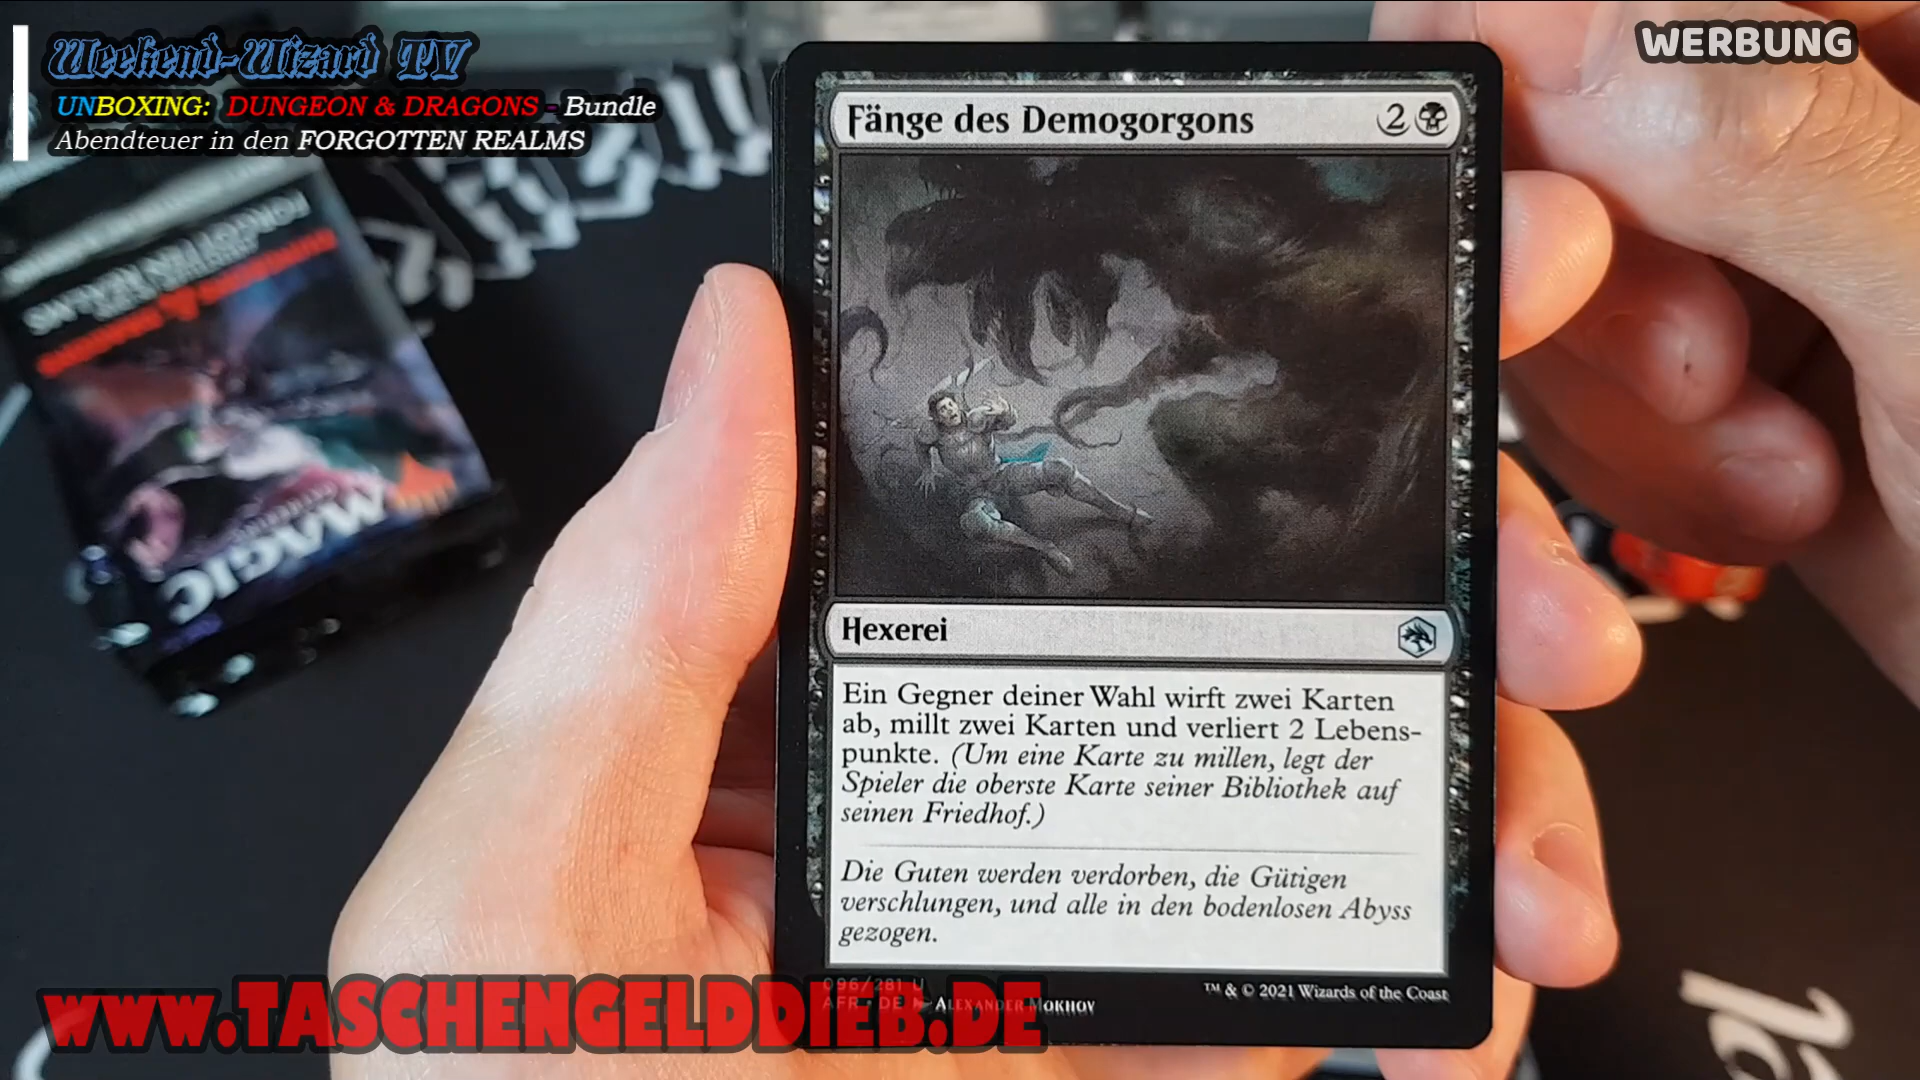 Weekend-Wizard TV
UNBOXING: DUNGEON & DRAGONS - Bundle
Abendteuer in den FORGOTTEN REALMS
WERBUNG
Fänge des Demogorgons 2
Hexerei
Ein Gegner deiner Wahl wirft zwei Karten
ab, millt zwei Karten und verliert 2 Lebens-
punkte. (Um eine Karte zu millen, legt der
Spieler die oberste Karte seiner Bibliothek auf
seinen Friedhof.)
Die Guten werden verdorben, die Gütigen
verschlungen, und alle in den bodenlosen Abyss
gezogen.
096/281 U
AFR • DE ALEXANDER MOKHOV
™ & © 2021 Wizards of the Coast
www.TASCHENGELDDIEB.DE
FORGOTTEN REALMS
MAGIC